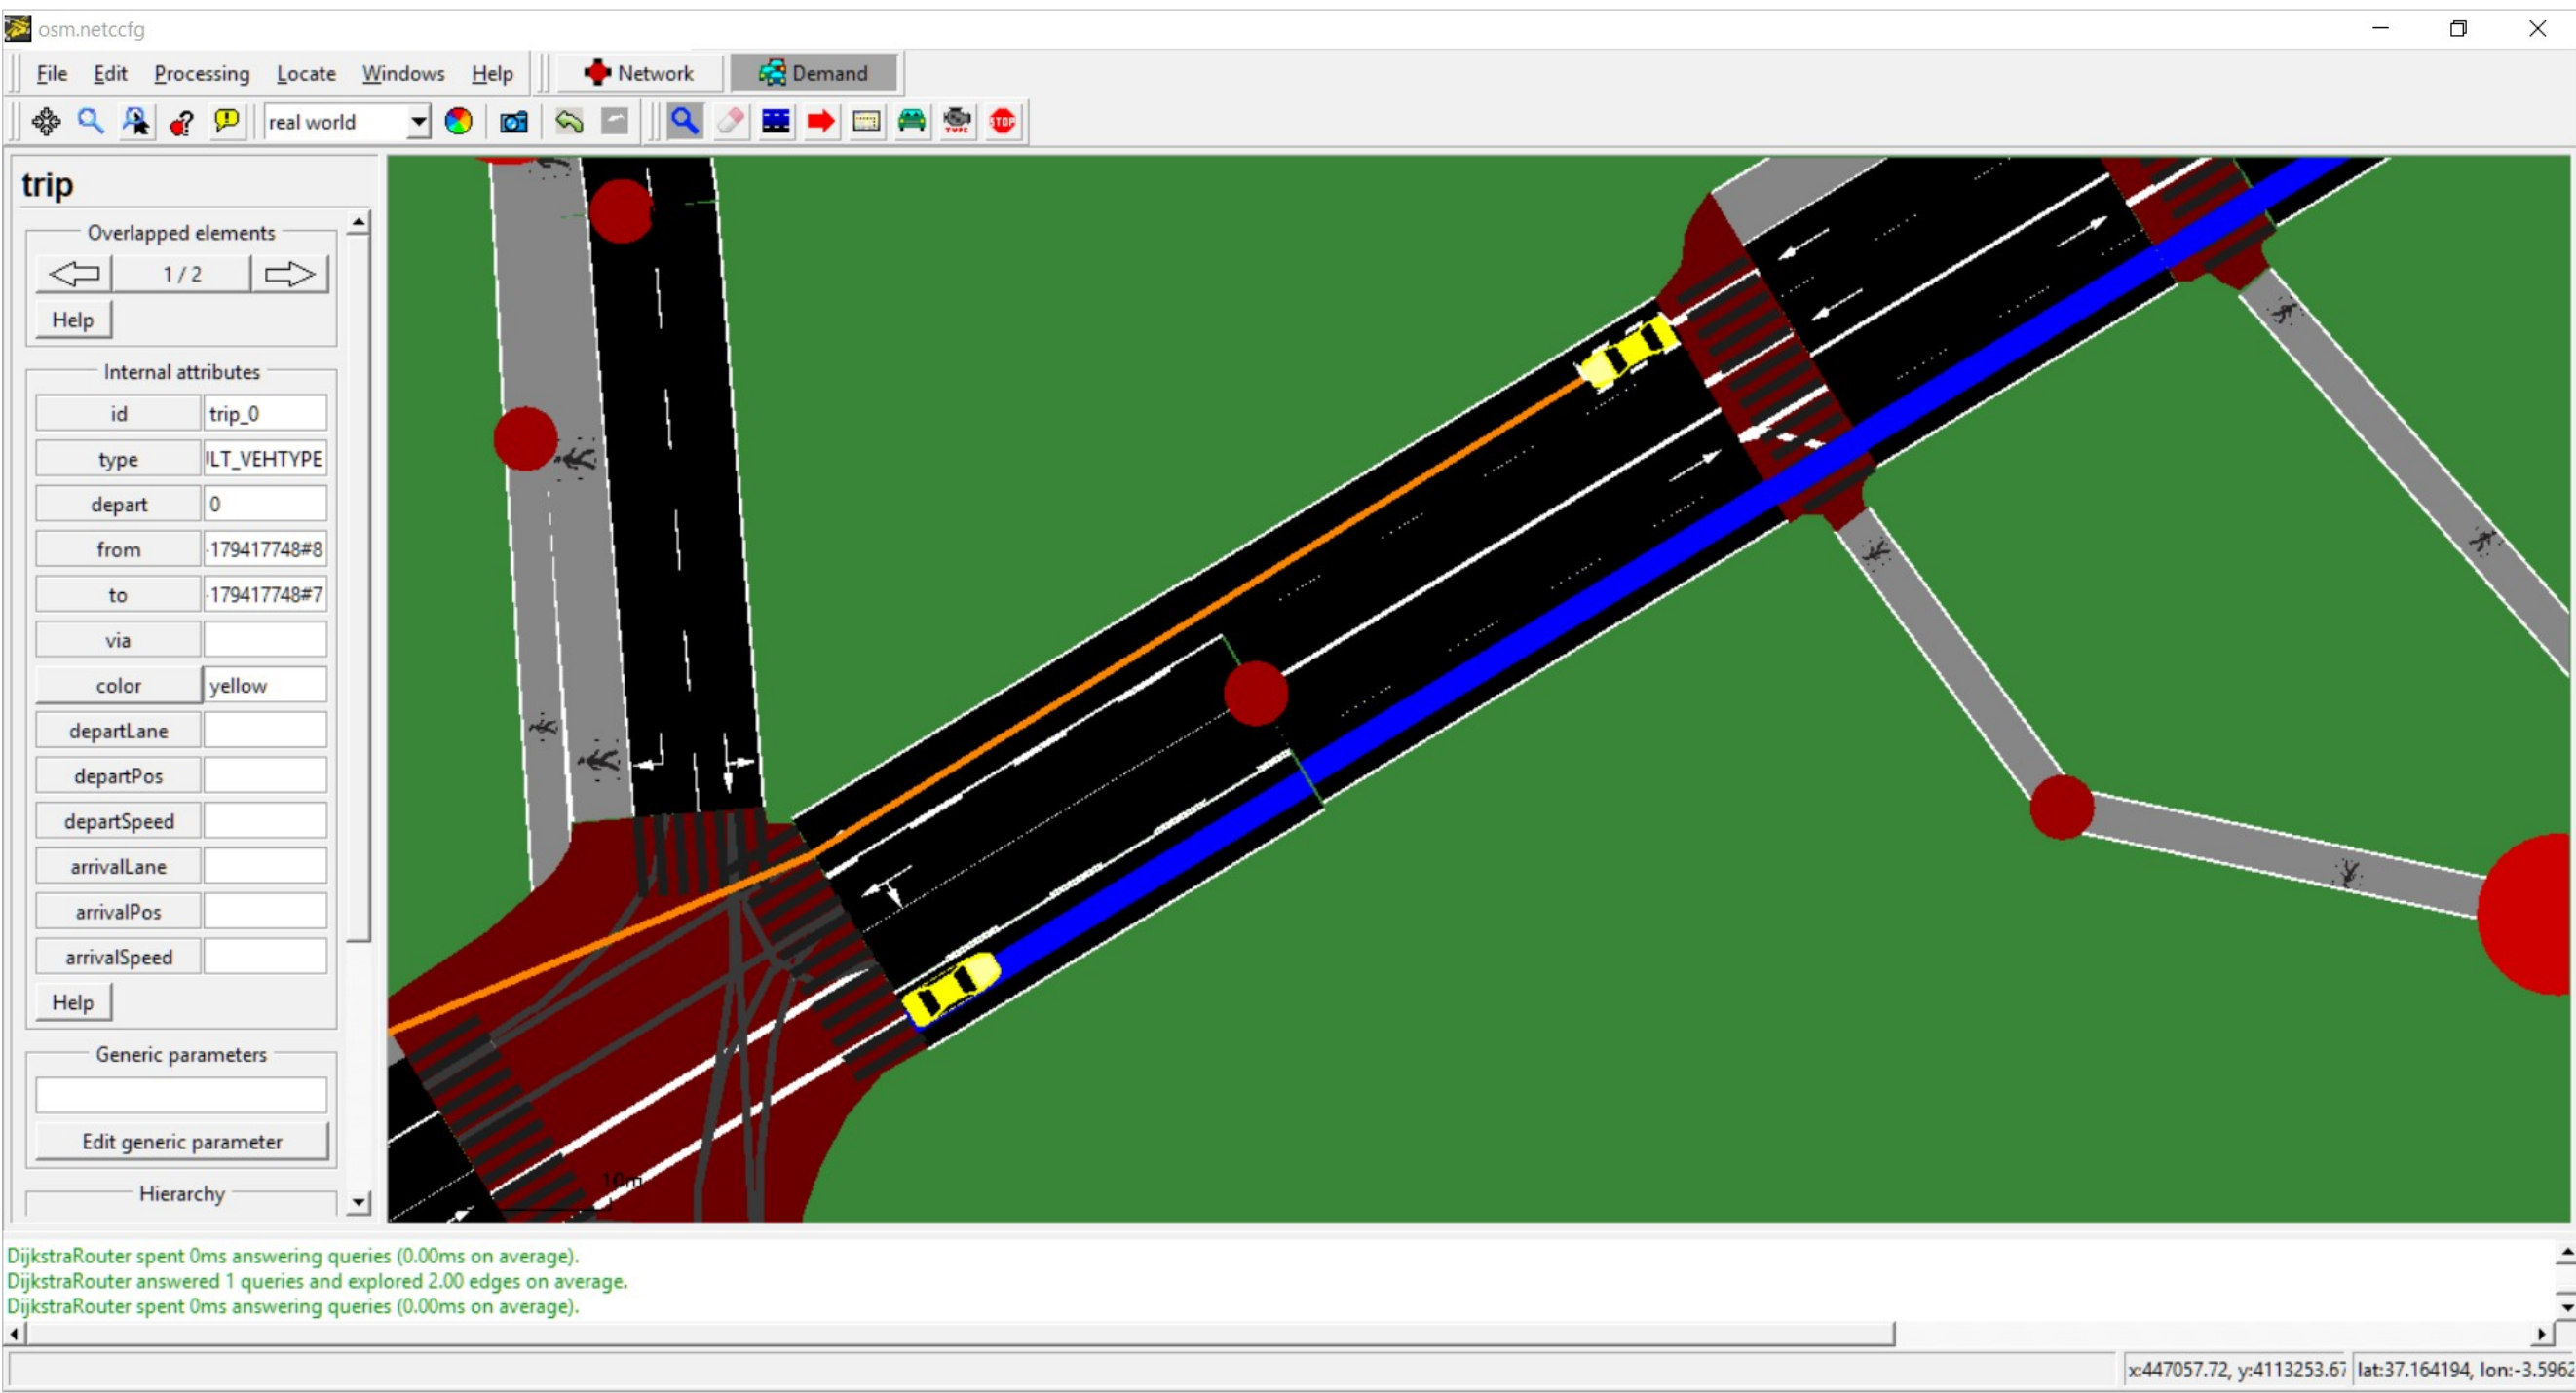 osm.netccfg
File Edit Processing Locate Windows Help Network Demand
real world TYPE STOP
trip
Overlapped elements
1 / 2
Help
Internal attributes
id trip_0
type LT_VEHTYPE
depart 0
from -179417748#8
to -179417748#7
via
color yellow
departLane
departPos
departSpeed
arrivalLane
arrivalPos
arrivalSpeed
Help
Generic parameters
Edit generic parameter
Hierarchy
10m
DijkstraRouter spent 0ms answering queries (0.00ms on average).
DijkstraRouter answered 1 queries and explored 2.00 edges on average.
DijkstraRouter spent 0ms answering queries (0.00ms on average).
x:447057.72, y:4113253.67 lat:37.164194, lon:-3.5962